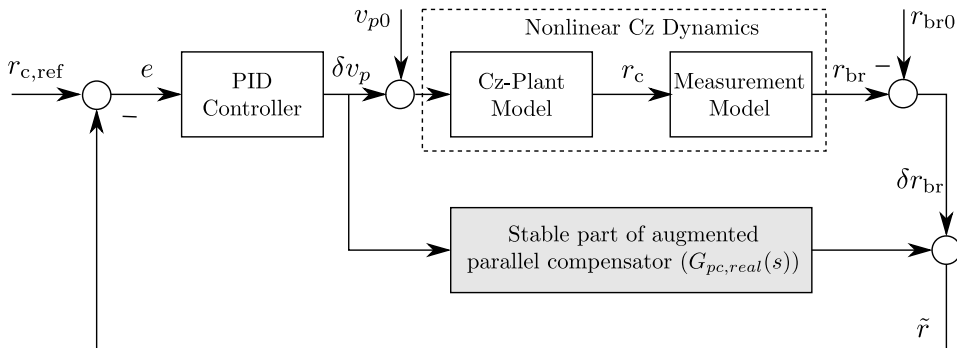 v_{p0}
Nonlinear Cz Dynamics
r_{br0}
r_{c,ref}
e
PID
Controller
δv_p
Cz-Plant
Model
r_c
Measurement
Model
r_{br}
−
−
δr_{br}
Stable part of augmented
parallel compensator (G_{pc,real}(s))
r̃